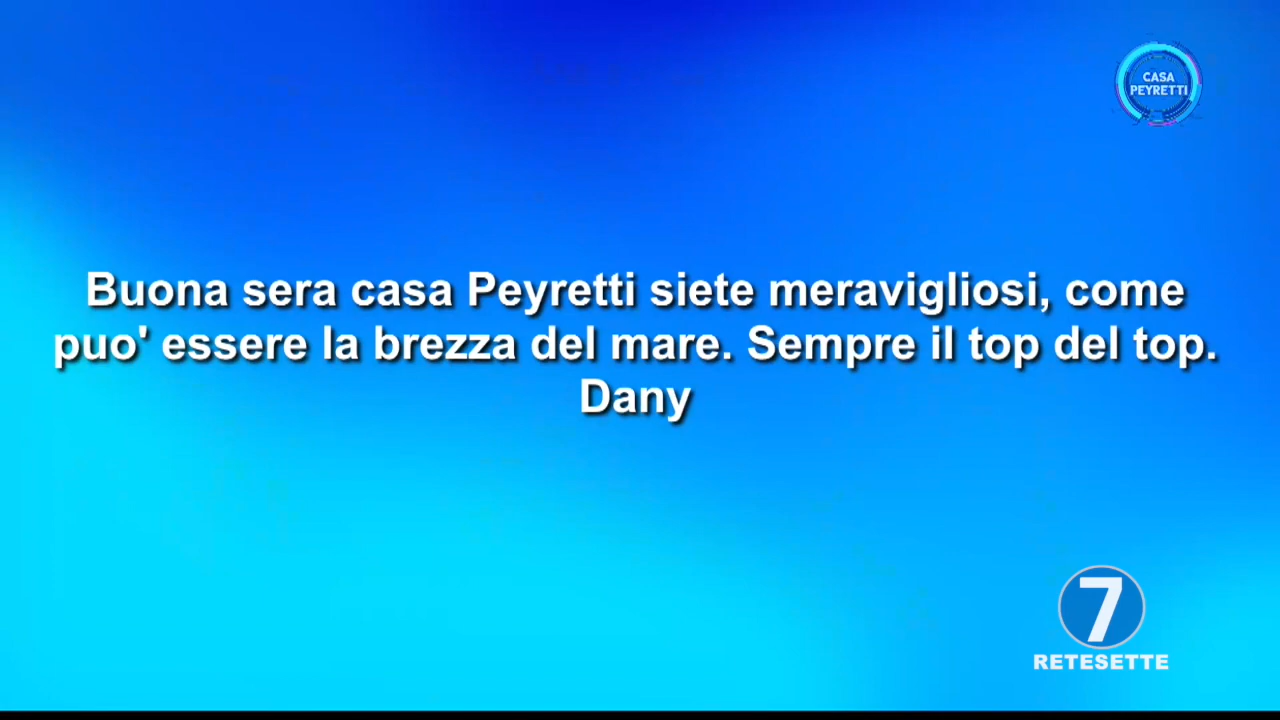 CASA
PEYRETTI
Buona sera casa Peyretti siete meravigliosi, come
puo' essere la brezza del mare. Sempre il top del top.
Dany
7
RETESETTE